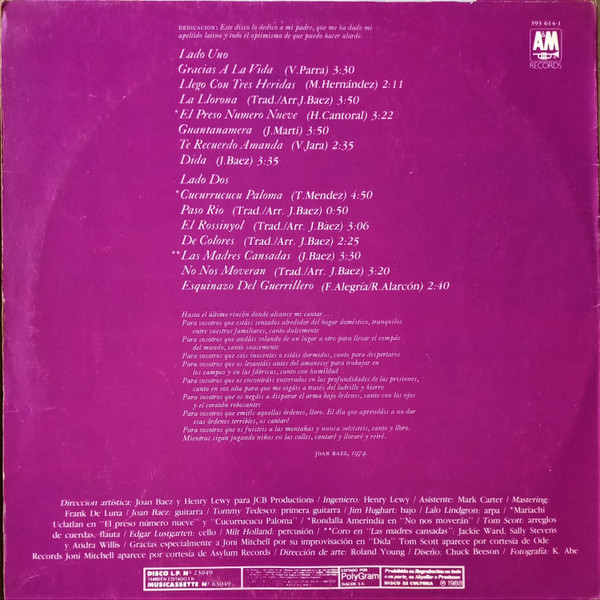 393 614-1
DEDICACION: Este disco lo dedico a mi padre, que me ha dado mi
apellido latino y todo el optimismo de que puedo hacer alarde.
A&M
RECORDS
Lado Uno
Gracias A La Vida (V.Parra) 3:30
Llego Con Tres Heridas (M.Hernández) 2:11
La Llorona (Trad./Arr. J.Baez) 3:50
*El Preso Numero Nueve (H.Cantoral) 3:22
Guantanamera (J.Marti) 3:50
Te Recuerdo Amanda (V.Jara) 2:35
Dida (J.Baez) 3:35
Lado Dos
*Cucurrucucu Paloma (T.Mendez) 4:50
Paso Rio (Trad./Arr. J.Baez) 0:50
El Rossinyol (Trad./Arr. J.Bàez) 3:06
De Colores (Trad./Arr. J.Baez) 2:25
**Las Madres Cansadas (J.Baez) 3:30
No Nos Moveran (Trad./Arr. J.Baez) 3:20
Esquinazo Del Guerrillero (F.Alegría/R.Alarcón) 2:40
Hasta el último rincón donde alcance mi cantar...
Para vosotros que estáis sentados alrededor del hogar doméstico, tranquilos
entre vuestros familiares, canto dulcemente
Para vosotros que andáis volando de un lugar a otro para llevar el compás
del mundo, canto suavemente
Para vosotros que sois inocentes o estáis dormidos, canto para despertaros
Para vosotros que os levantáis antes del amanecer para trabajar en
los campos y en las fábricas, canto con humildad
Para vosotros que os encontráis enterrados en las profundidades de las prisiones,
canto en voz alta para que me oigáis a través del ladrillo y hierro
Para vosotros que os negáis a disparar el arma bajo órdenes, canto con los ojos
y el corazón rebosantes
Para vosotros que emitís aquellas órdenes, lloro. El día que aprendáis a no dar
esas órdenes terribles, os cantaré
Para vosotros que os fuisteis a las montañas y nunca volvisteis, canto y lloro.
Mientras sigan jugando niños en las calles, cantaré y lloraré y reiré.
JOAN BAEZ, 1974.
Dirección artística: Joan Baez y Henry Lewy para JCB Productions / Ingeniero: Henry Lewy / Asistente: Mark Carter / Mastering:
Frank De Luna / Joan Baez: guitarra / Tommy Tedesco: primera guitarra / Jim Hughart: bajo / Lalo Lindgron: arpa / *Mariachi
Uclatlan en "El preso número nueve" y "Cucurrucucu Paloma" / *Rondalla Amerindia en "No nos moverán" / Tom Scott: arreglos
de cuerdas, flauta / Edgar Lustgarten: cello / Milt Holland: percusión / **Coro en "Las madres cansadas": Jackie Ward, Sally Stevens
y Andra Willis / Gracias especialmente a Joni Mitchell por su improvisación en "Dida" Tom Scott aparece por cortesía de Ode
Records Joni Mitchell aparece por cortesía de Asylum Records / Dirección de arte: Roland Young / Diseño: Chuck Beeson / Fotografía: K. Abe
DISCO L.P. Nº 23049
TAMBIEN EDITADO EN
MUSICASSETTE Nº 63049
EDITADO POR
PolyGram
DISCOS S.A.
Prohibida su Reproducción en todo
o en parte, su Alquiler o Préstamo
DISCO ES CULTURA ℗ 1988